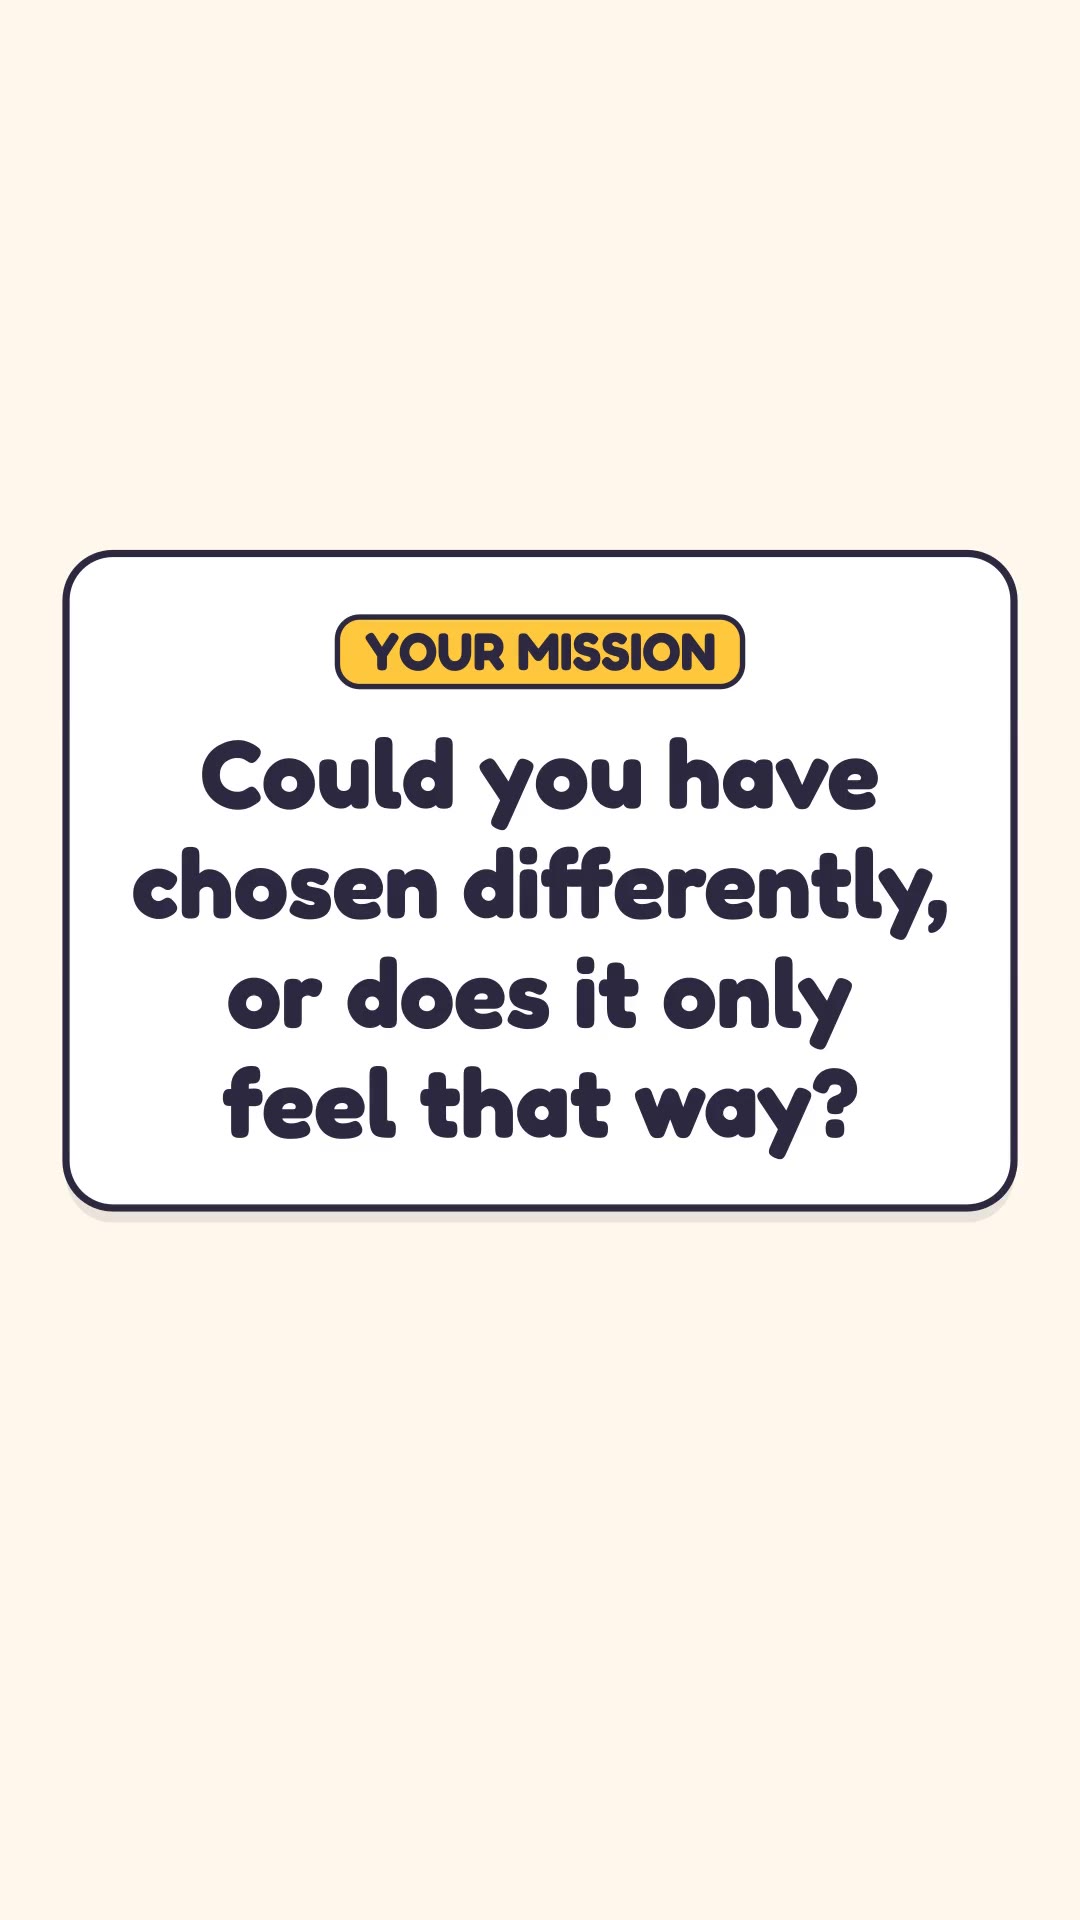 YOUR MISSION
Could you have
chosen differently,
or does it only
feel that way?